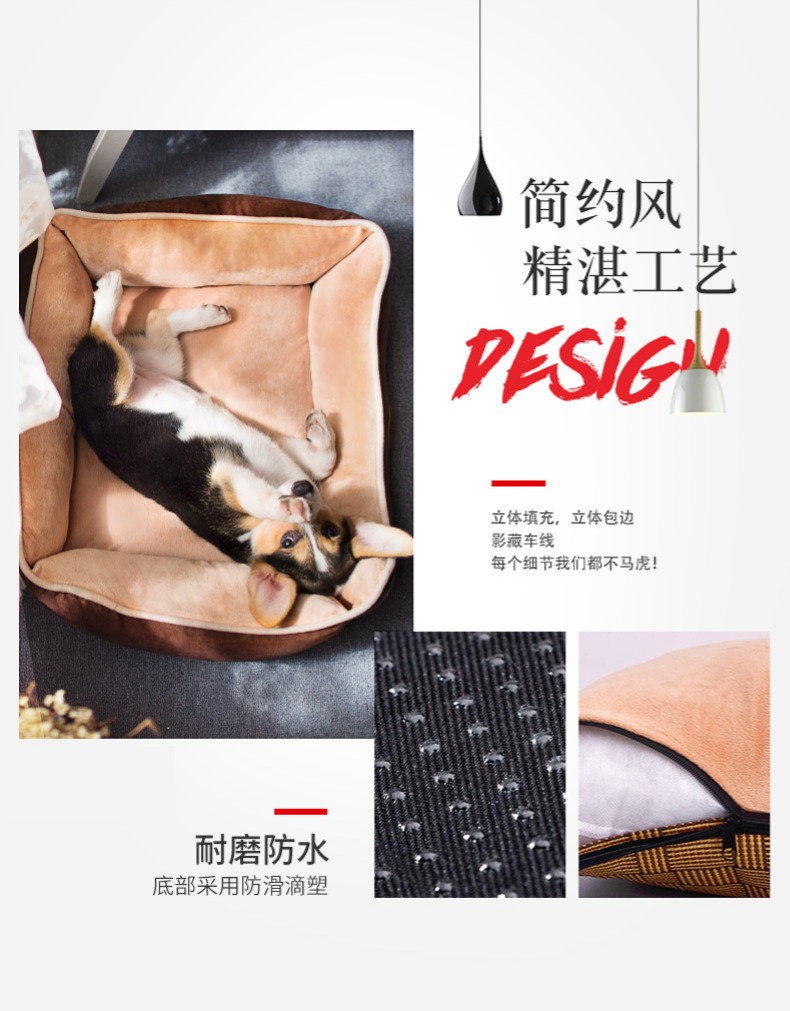 简约风
精湛工艺
DESIGN
立体填充，立体包边
影藏车线
每个细节我们都不马虎！
耐磨防水
底部采用防滑滴塑